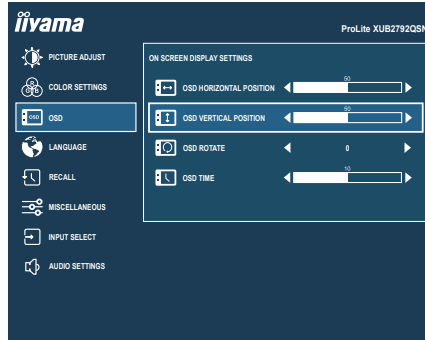 iiyama
ProLite XUB2792QSN
PICTURE ADJUST
COLOR SETTINGS
R
G B
OSD OSD
LANGUAGE
RECALL
MISCELLANEOUS
INPUT SELECT
AUDIO SETTINGS
ON SCREEN DISPLAY SETTINGS
OSD HORIZONTAL POSITION 50
OSD VERTICAL POSITION 50
OSD ROTATE 0
OSD TIME 10